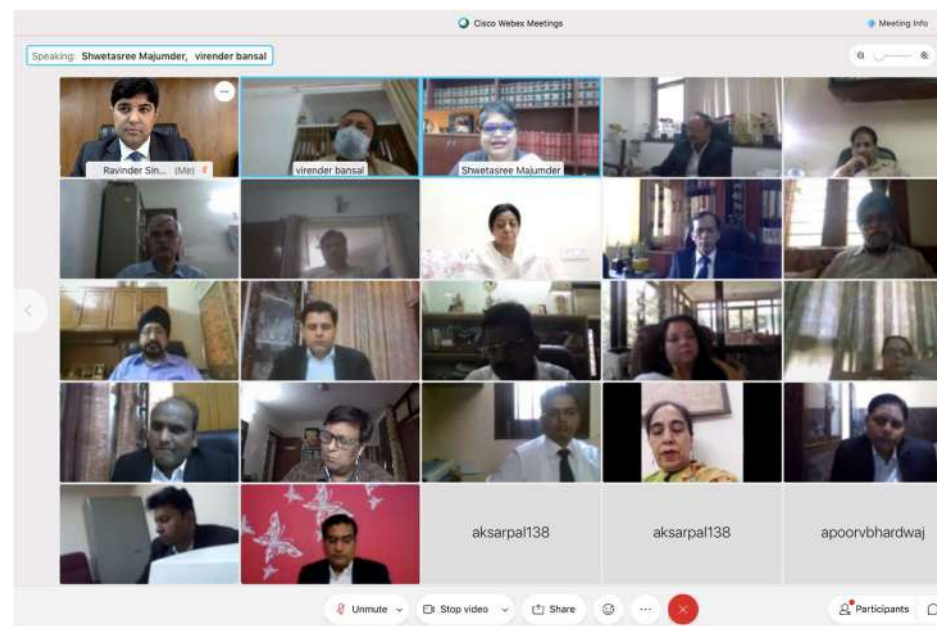 Cisco Webex Meetings
Meeting Info
Speaking: Shwetasree Majumder, virender bansal
Ravinder Sin... (Me)
virender bansal
Shwetasree Majumder
aksarpal138
aksarpal138
apoorvbhardwaj
Unmute
Stop video
Share
Participants